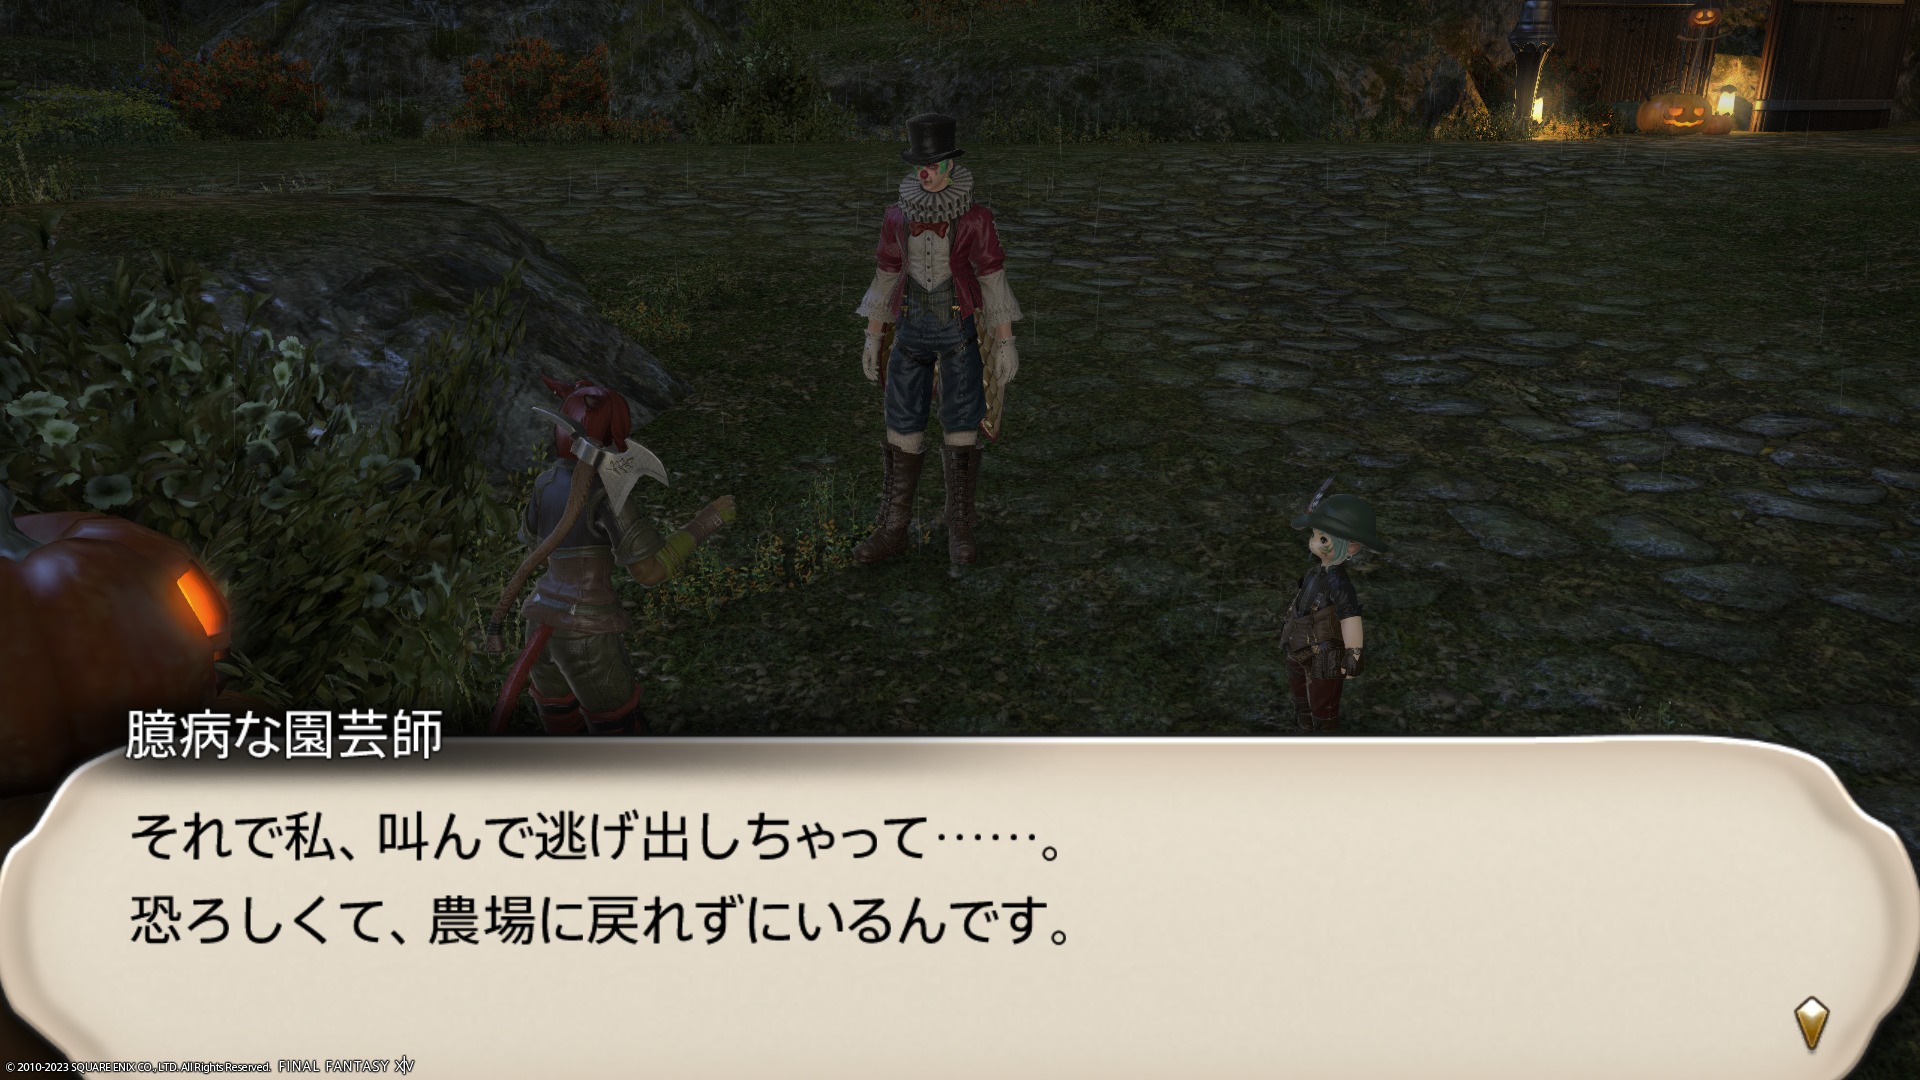 臆病な園芸師
それで私、叫んで逃げ出しちゃって……。
恐ろしくて、農場に戻れずにいるんです。
© 2010-2023 SQUARE ENIX CO., LTD. All Rights Reserved. FINAL FANTASY XIV